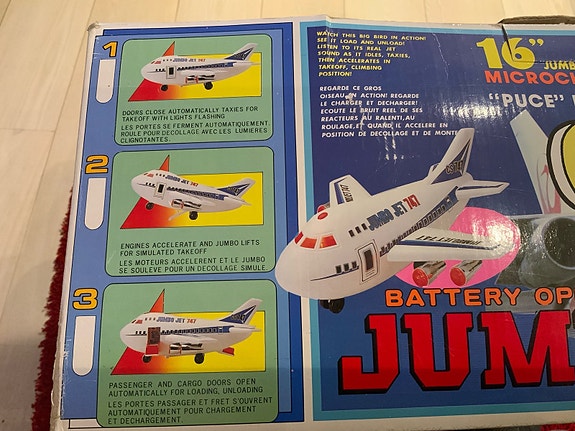 1
JUMBO JET 747
DOORS CLOSE AUTOMATICALLY TAXIES FOR
TAKEOFF WITH LIGHTS FLASHING
LES PORTES SE FERMENT AUTOMATIQUEMENT.
ROULE POUR DECOLLAGE AVEC LES LUMIERES
CLIGNOTANTES.
2
JUMBO JET 747
ENGINES ACCELERATE AND JUMBO LIFTS
FOR SIMULATED TAKEOFF
LES MOTEURS ACCELERENT ET LE JUMBO
SE SOULEVE POUR UN DECOLLAGE SIMULE
3
JUMBO JET 747
PASSENGER AND CARGO DOORS OPEN
AUTOMATICALLY FOR LOADING, UNLOADING
LES PORTES PASSAGER ET FRET S'OUVRENT
AUTOMATIQUEMENT POUR CHARGEMENT
ET DECHARGEMENT.
WATCH THIS BIG BIRD IN ACTION!
SEE IT LOAD AND UNLOAD!
LISTEN TO ITS REAL JET
SOUND AS IT IDLES, TAXIES,
THEN ACCELERATES IN
TAKEOFF, CLIMBING
POSITION!
REGARDE CE GROS
OISEAU EN ACTION! REGARDE
LE CHARGER ET DECHARGER!
ECOUTE LE BRUIT REEL DE SES
REACTEURS AU RALENTI, AU
ROULAGE, ET QUAND IL ACCELERE EN
POSITION DE DECOLLAGE ET DE MONTE
16" JUMB
MICROC
"PUCE"
JUMBO JET 747
BATTERY OP
JUM